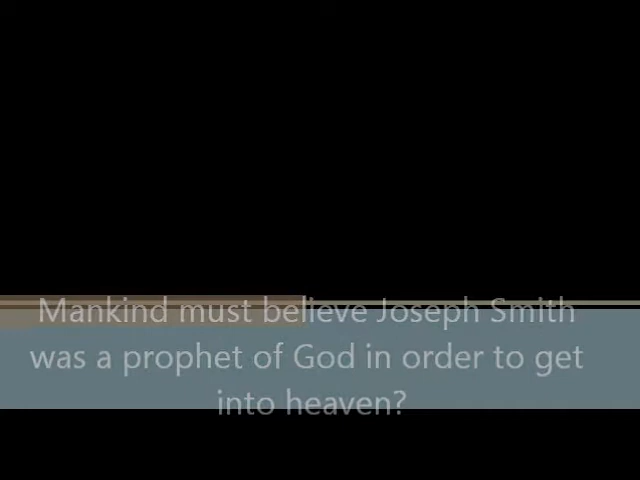 Mankind must believe Joseph Smith
was a prophet of God in order to get
into heaven?